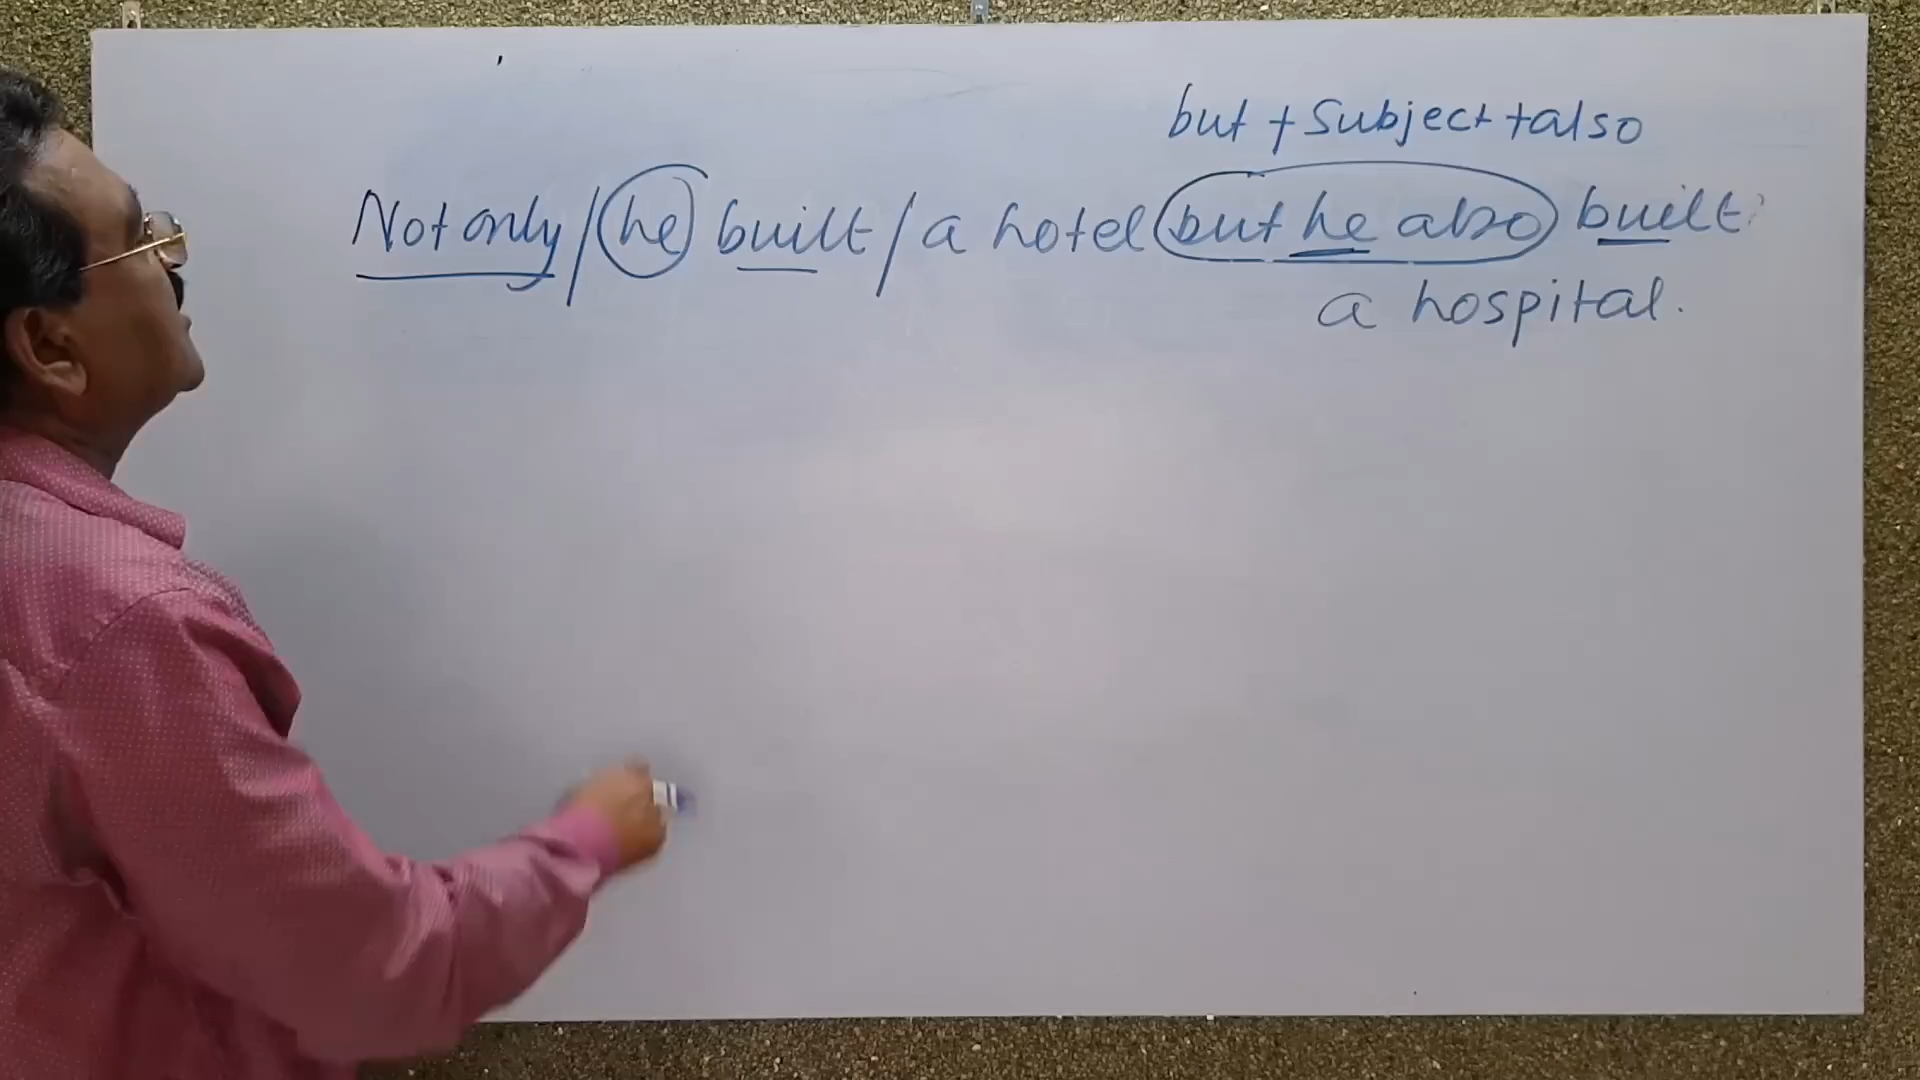 but + Subject + also
Not only / he built / a hotel but he also built
a hospital.